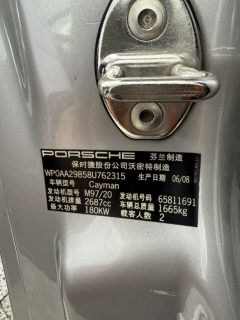 PORSCHE 芬兰制造
保时捷股份公司沃密特制造
WP0AA29858U762315 生产日期 06/08
车辆型号 Cayman
发动机型号 M97/20 发动机号码 65811691
发动机排量 2687cc 车辆总质量 1665kg
最大功率 180KW 载客人数 2